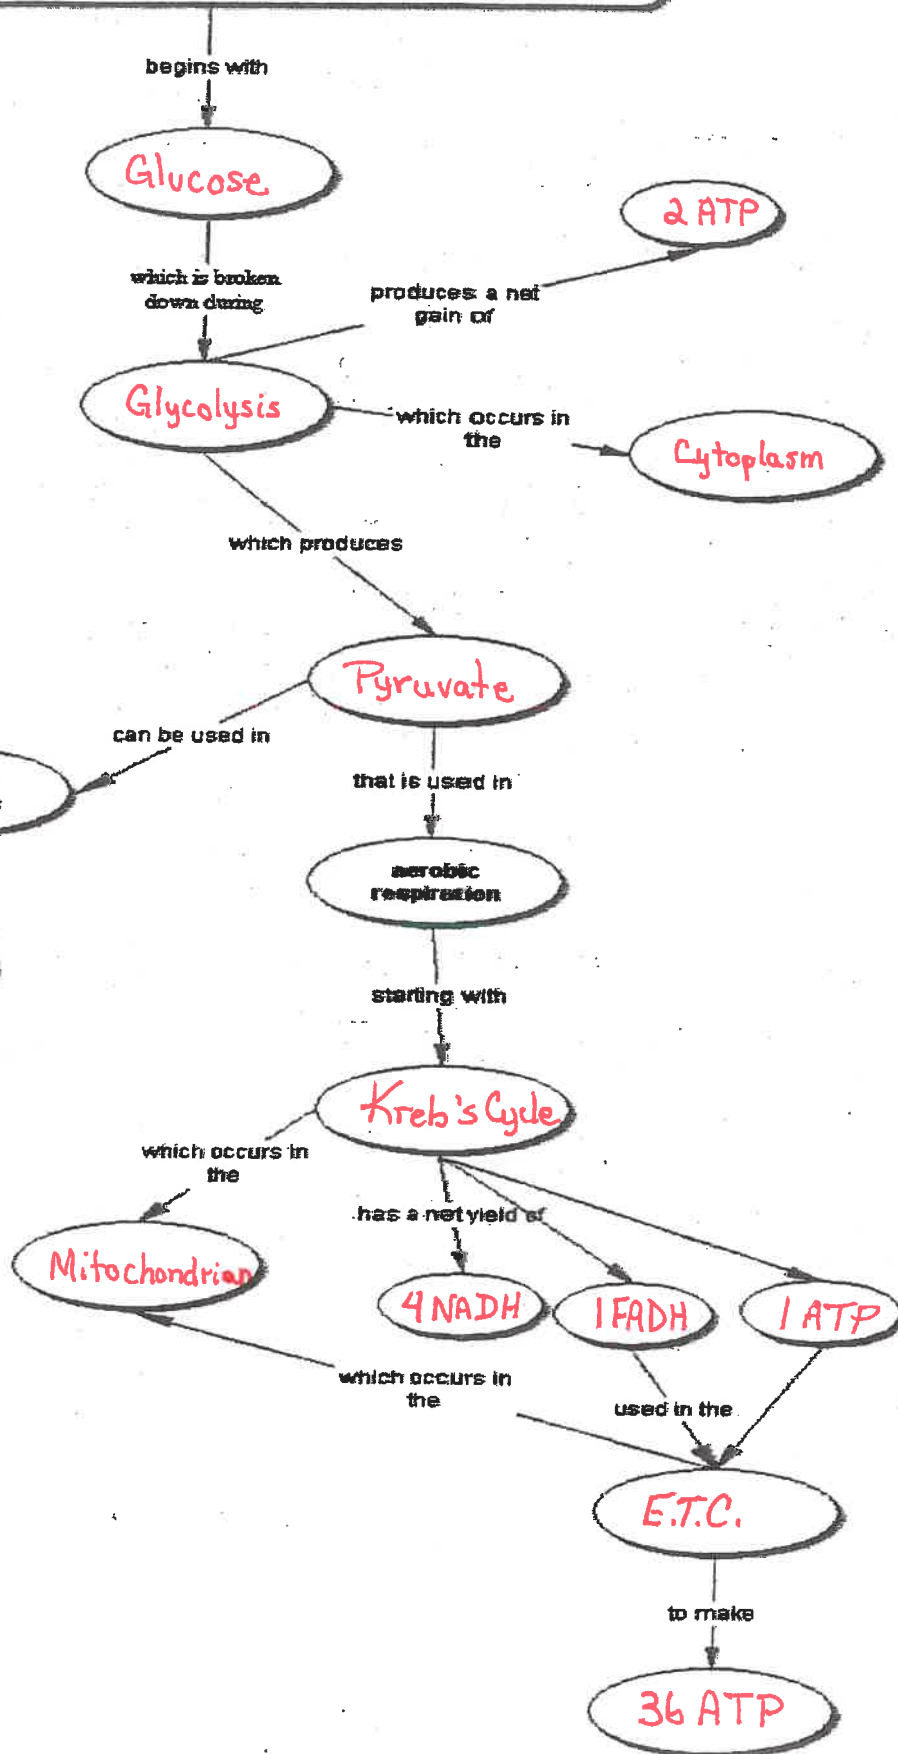 begins with
Glucose
2 ATP
which is broken
down during
produces a net
gain of
Glycolysis
which occurs in
the
Cytoplasm
which produces
Pyruvate
can be used in
that is used in
aerobic
respiration
starting with
Kreb's Cycle
which occurs in
the
has a net yield of
Mitochondrian
4 NADH
1 FADH
1 ATP
which occurs in
the
used in the
E.T.C.
to make
36 ATP